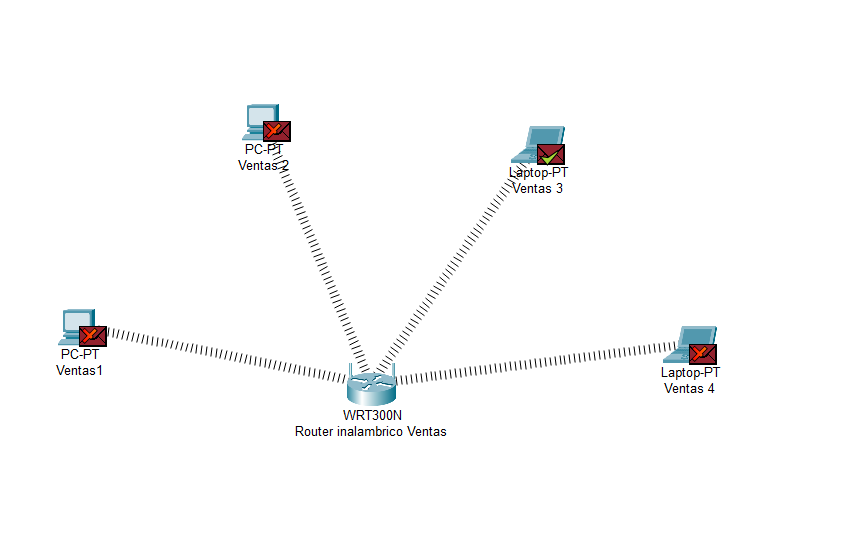 PC-PT
Ventas 2
Laptop-PT
Ventas 3
PC-PT
Ventas1
Laptop-PT
Ventas 4
WRT300N
Router inalambrico Ventas